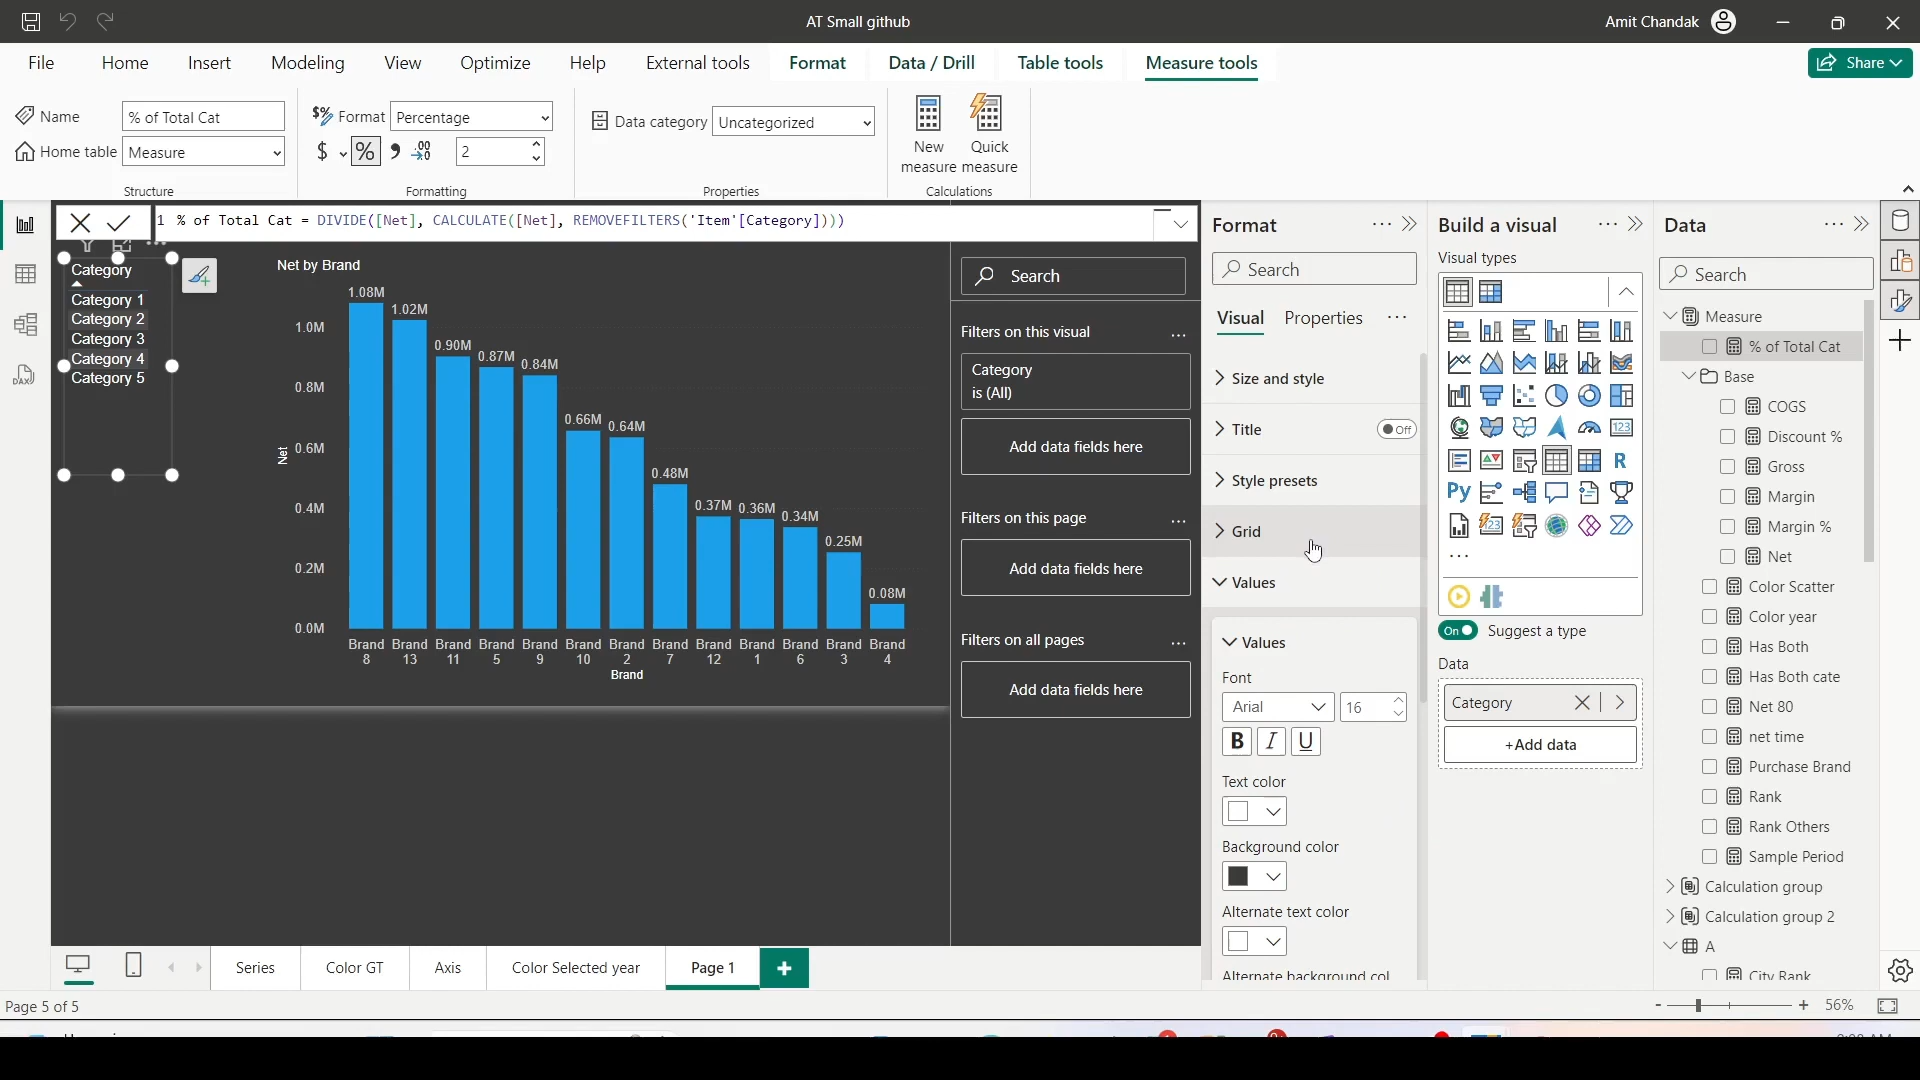 AT Small github
Amit Chandak
File Home Insert Modeling View Optimize Help External tools Format Data / Drill Table tools Measure tools
Share
Name % of Total Cat
Home table Measure
Structure
Format Percentage
$ % 9 .00 2
Formatting
Data category Uncategorized
Properties
New measure
Quick measure
Calculations
1 % of Total Cat = DIVIDE([Net], CALCULATE([Net], REMOVEFILTERS('Item'[Category])))
Category
Category 1
Category 2
Category 3
Category 4
Category 5
Net by Brand
1.08M
1.02M
0.90M
0.87M
0.84M
0.66M
0.64M
0.48M
0.37M
0.36M
0.34M
0.25M
0.08M
1.0M
0.8M
0.6M
0.4M
0.2M
0.0M
Net
Brand Brand Brand Brand Brand Brand Brand Brand Brand Brand Brand Brand Brand
8 13 11 5 9 10 2 7 12 1 6 3 4
Brand
Search
Filters on this visual
Category
is (All)
Add data fields here
Filters on this page
Add data fields here
Filters on all pages
Add data fields here
Format
Search
Visual Properties
Size and style
Title Off
Style presets
Grid
Values
Values
Font
Arial 16
B I U
Text color
Background color
Alternate text color
Alternate background col
Build a visual
Visual types
123
R
Py
123
On Suggest a type
Data
Category
+Add data
Data
Search
Measure
% of Total Cat
Base
COGS
Discount %
Gross
Margin
Margin %
Net
Color Scatter
Color year
Has Both
Has Both cate
Net 80
net time
Purchase Brand
Rank
Rank Others
Sample Period
Calculation group
Calculation group 2
A
City Rank
Series Color GT Axis Color Selected year Page 1 +
Page 5 of 5
- + 56%